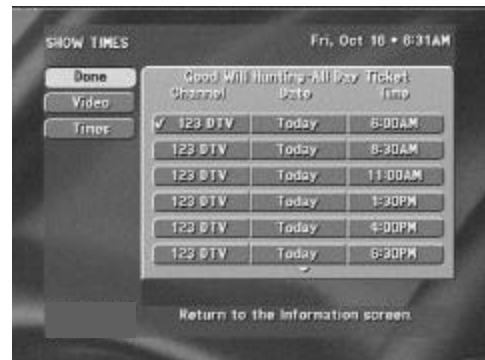 SHOW TIMES
Fri, Oct 16 • 6:31AM
Done
Video
Times
Good Will Hunting-All Day Ticket
Channel Date Time
✓ 123 DTV Today 6:00AM
123 DTV Today 8:30AM
123 DTV Today 11:00AM
123 DTV Today 1:30PM
123 DTV Today 4:00PM
123 DTV Today 6:30PM
Return to the Information screen.